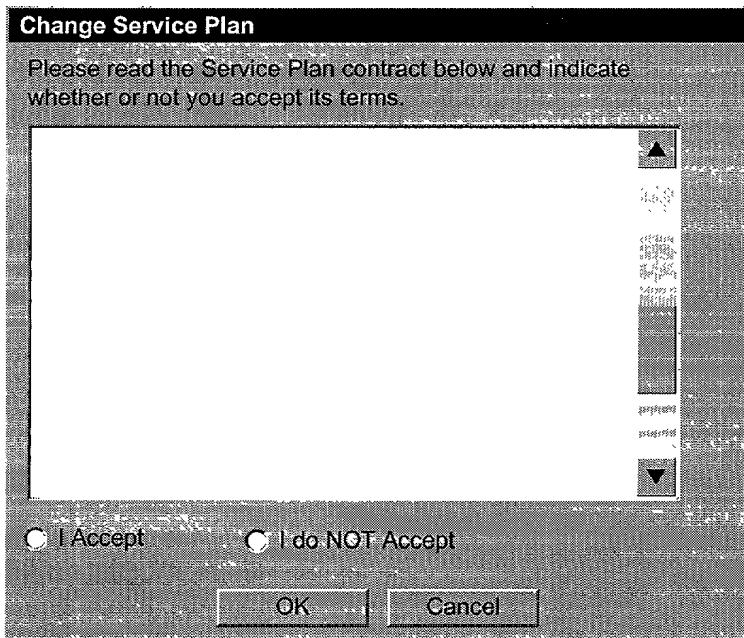 Change Service Plan
Please read the Service Plan contract below and indicate
whether or not you accept its terms.
I Accept
I do NOT Accept
OK
Cancel